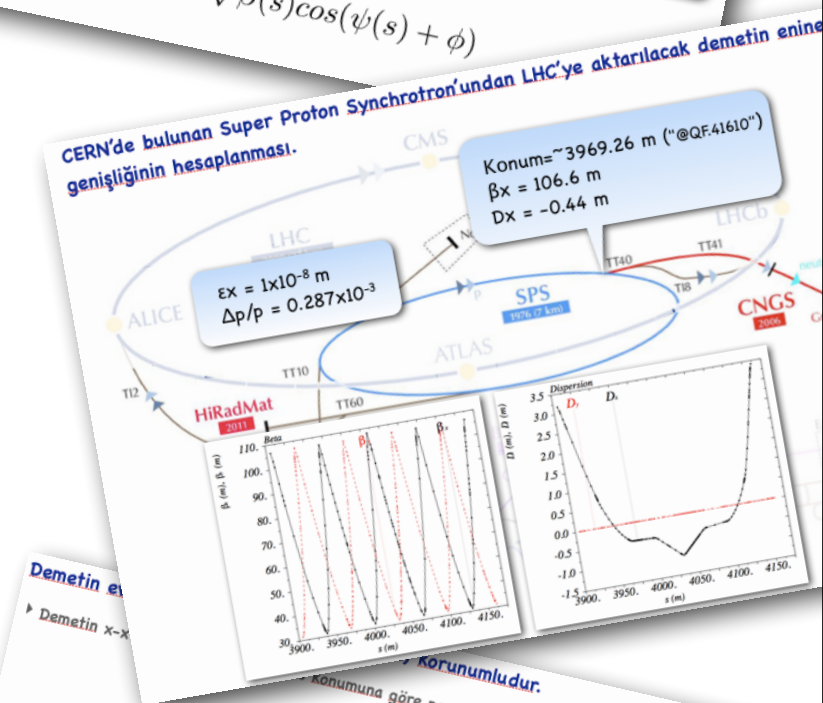 β(s)cos(ψ(s) + ϕ)
CERN’de bulunan Super Proton Synchrotron’undan LHC’ye aktarılacak demetin enine
genişliğinin hesaplanması.
CMS
Konum=~3969.26 m ("@QF.41610")
βx = 106.6 m
Dx = -0.44 m
LHC
LHCb
εx = 1x10⁻⁸ m
Δp/p = 0.287x10⁻³
ALICE
p
TT40
TT41
TI8
SPS
1976 (7 km)
CNGS
2006
ATLAS
TT10
TI2
HiRadMat
2011
TT60
Beta
β (m), β (m)
110.
100.
90.
80.
70.
60.
50.
40.
30.
3900.
3950.
4000.
4050.
4100.
4150.
s (m)
Dispersion
D (m), D (m)
3.5
3.0
2.5
2.0
1.5
1.0
0.5
0.0
-0.5
-1.0
-1.5
3900.
3950.
4000.
4050.
4100.
4150.
s (m)
Demetin
Demetin x-x
korunumludur.
konumuna göre